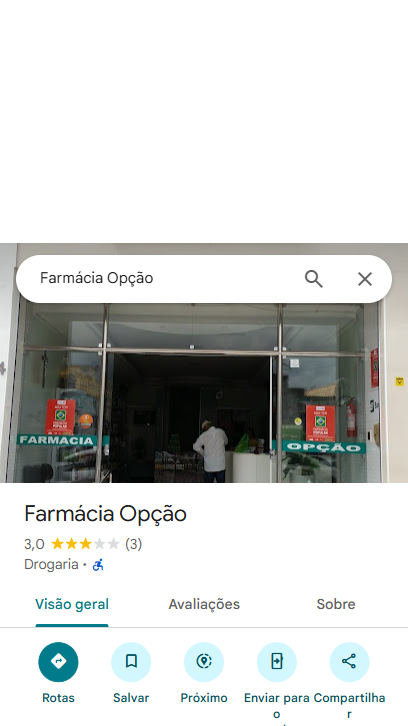 Farmácia Opção
FARMACIA
OPÇÃO
Farmácia Opção
3,0 (3)
Drogaria ·
Visão geral
Avaliações
Sobre
Rotas
Salvar
Próximo
Enviar para
o
Compartilha
r